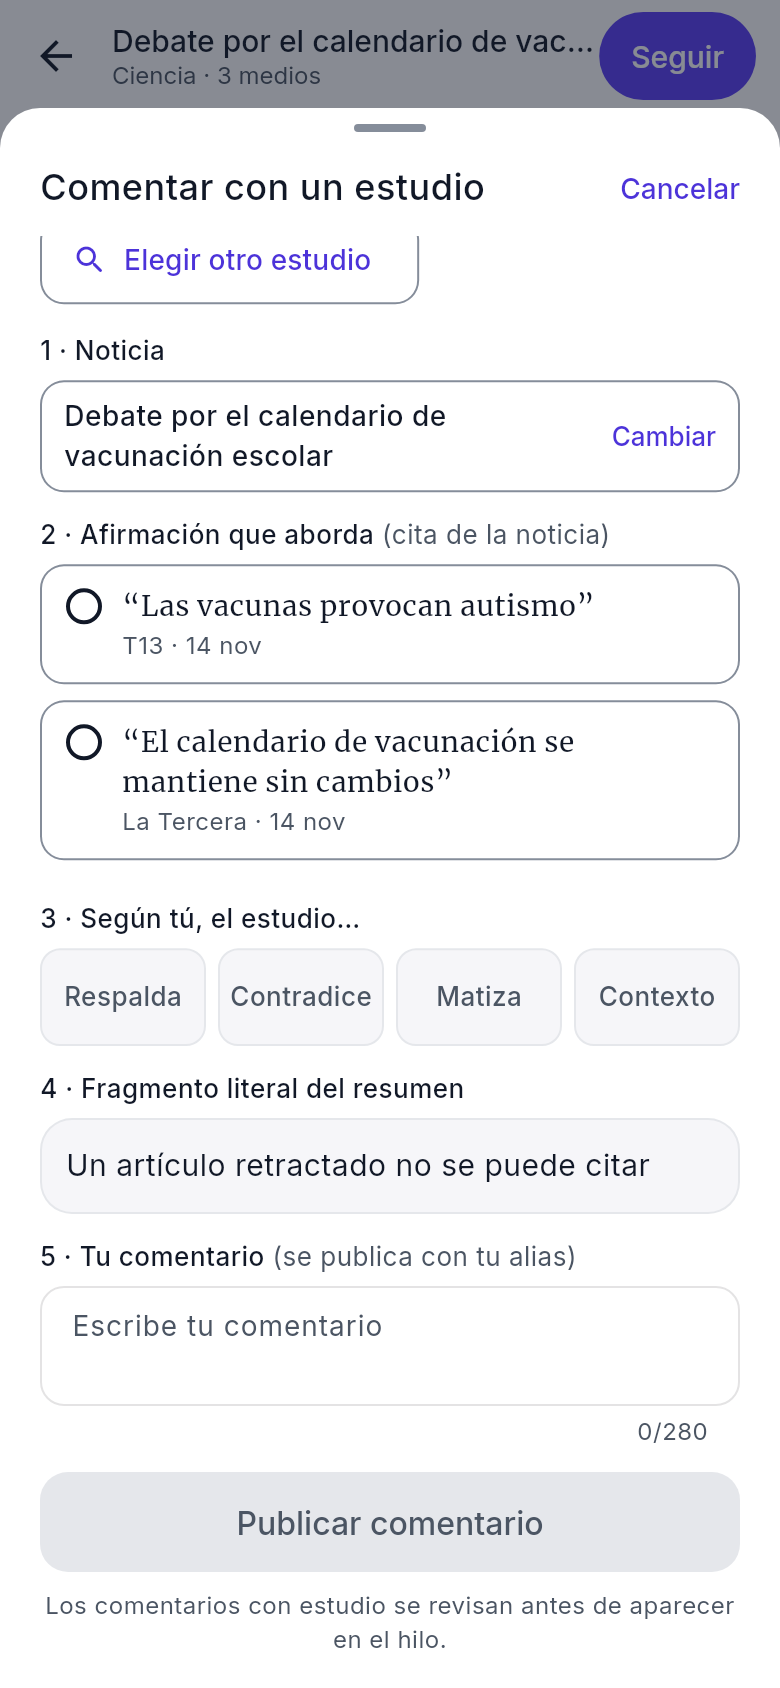 Debate por el calendario de vac...
Ciencia · 3 medios
Seguir
Comentar con un estudio
Cancelar
Elegir otro estudio
1 · Noticia
Debate por el calendario de
vacunación escolar
Cambiar
2 · Afirmación que aborda (cita de la noticia)
“Las vacunas provocan autismo”
T13 · 14 nov
“El calendario de vacunación se
mantiene sin cambios”
La Tercera · 14 nov
3 · Según tú, el estudio...
Respalda
Contradice
Matiza
Contexto
4 · Fragmento literal del resumen
Un artículo retractado no se puede citar
5 · Tu comentario (se publica con tu alias)
Escribe tu comentario
0/280
Publicar comentario
Los comentarios con estudio se revisan antes de aparecer
en el hilo.